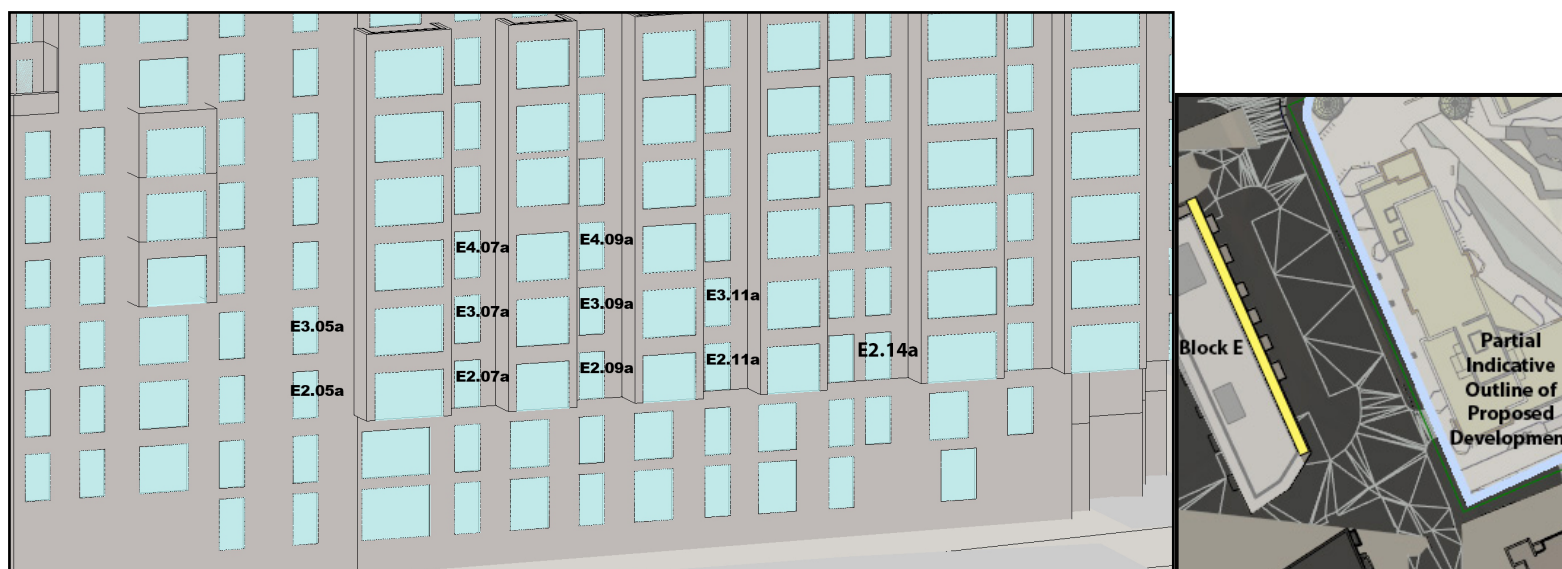 E4.07a
E4.09a
E3.05a
E3.07a
E3.09a
E3.11a
E2.05a
E2.07a
E2.09a
E2.11a
E2.14a
Block E
Partial
Indicative
Outline of
Proposed
Developmen